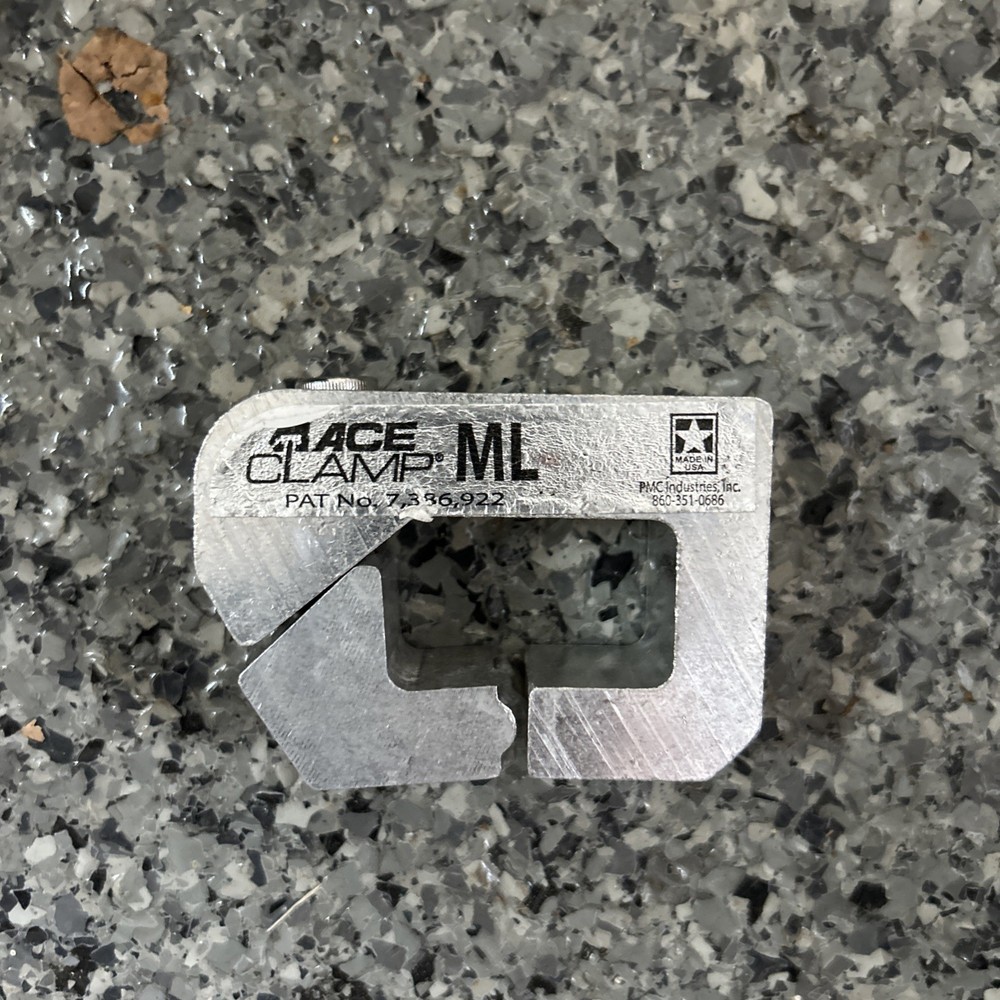 ACE
CLAMP® ML
PAT No. 7,386,922
MADE IN
USA
PMC Industries, Inc.
860-351-0686